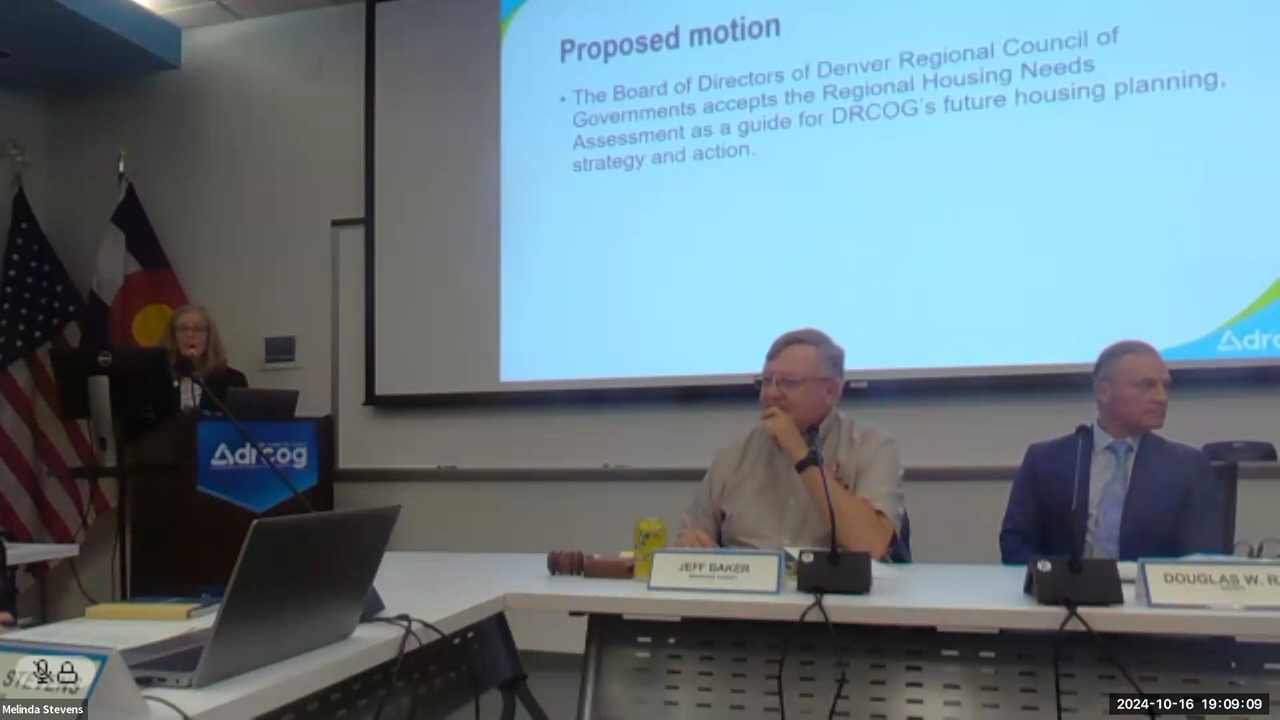 Proposed motion
• The Board of Directors of Denver Regional Council of
Governments accepts the Regional Housing Needs
Assessment as a guide for DRCOG's future housing planning,
strategy and action.
drcog
JEFF BAKER
DOUGLAS W. R
STEVENS
Melinda Stevens
2024-10-16 19:09:09